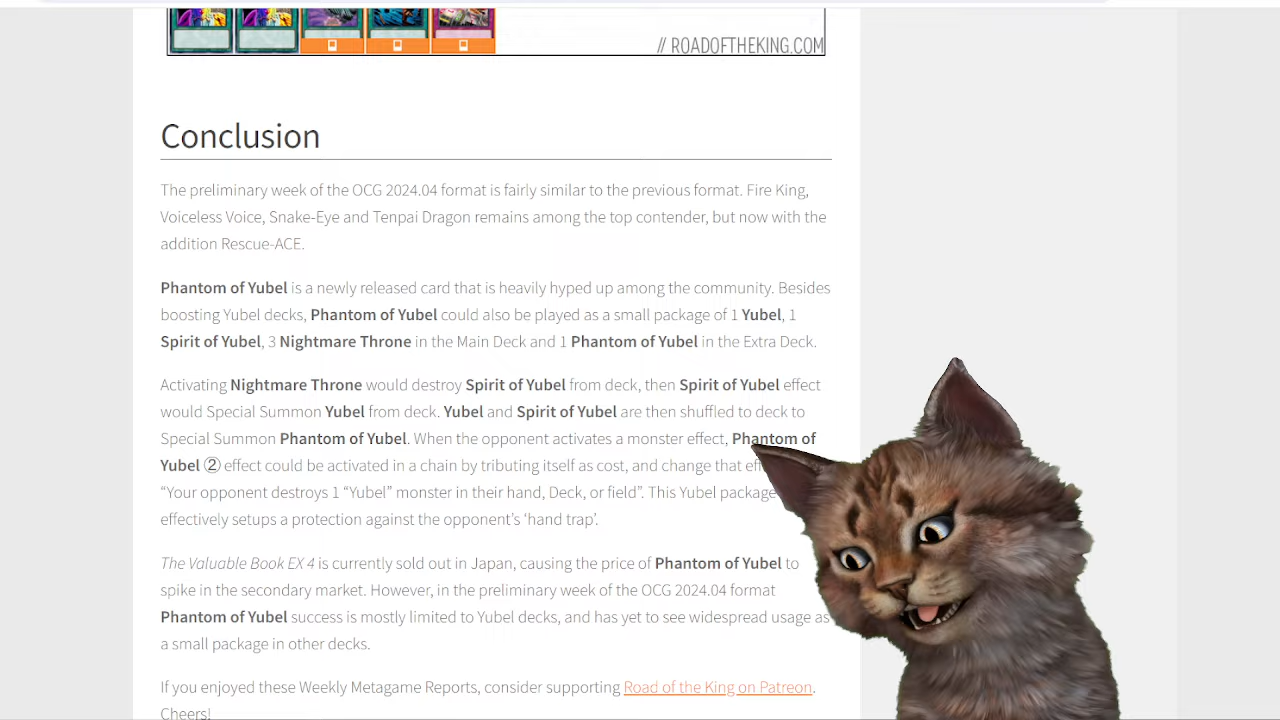 // ROADOFTHEKING.COM
Conclusion
The preliminary week of the OCG 2024.04 format is fairly similar to the previous format. Fire King,
Voiceless Voice, Snake-Eye and Tenpai Dragon remains among the top contender, but now with the
addition Rescue-ACE.
Phantom of Yubel is a newly released card that is heavily hyped up among the community. Besides
boosting Yubel decks, Phantom of Yubel could also be played as a small package of 1 Yubel, 1
Spirit of Yubel, 3 Nightmare Throne in the Main Deck and 1 Phantom of Yubel in the Extra Deck.
Activating Nightmare Throne would destroy Spirit of Yubel from deck, then Spirit of Yubel effect
would Special Summon Yubel from deck. Yubel and Spirit of Yubel are then shuffled to deck to
Special Summon Phantom of Yubel. When the opponent activates a monster effect, Phantom of
Yubel ② effect could be activated in a chain by tributing itself as cost, and change that
“Your opponent destroys 1 “Yubel” monster in their hand, Deck, or field”. This Yubel package
effectively setups a protection against the opponent’s ‘hand trap’.
The Valuable Book EX 4 is currently sold out in Japan, causing the price of Phantom of Yubel to
spike in the secondary market. However, in the preliminary week of the OCG 2024.04 format
Phantom of Yubel success is mostly limited to Yubel decks, and has yet to see widespread usage as
a small package in other decks.
If you enjoyed these Weekly Metagame Reports, consider supporting Road of the King on Patreon.
Cheers!